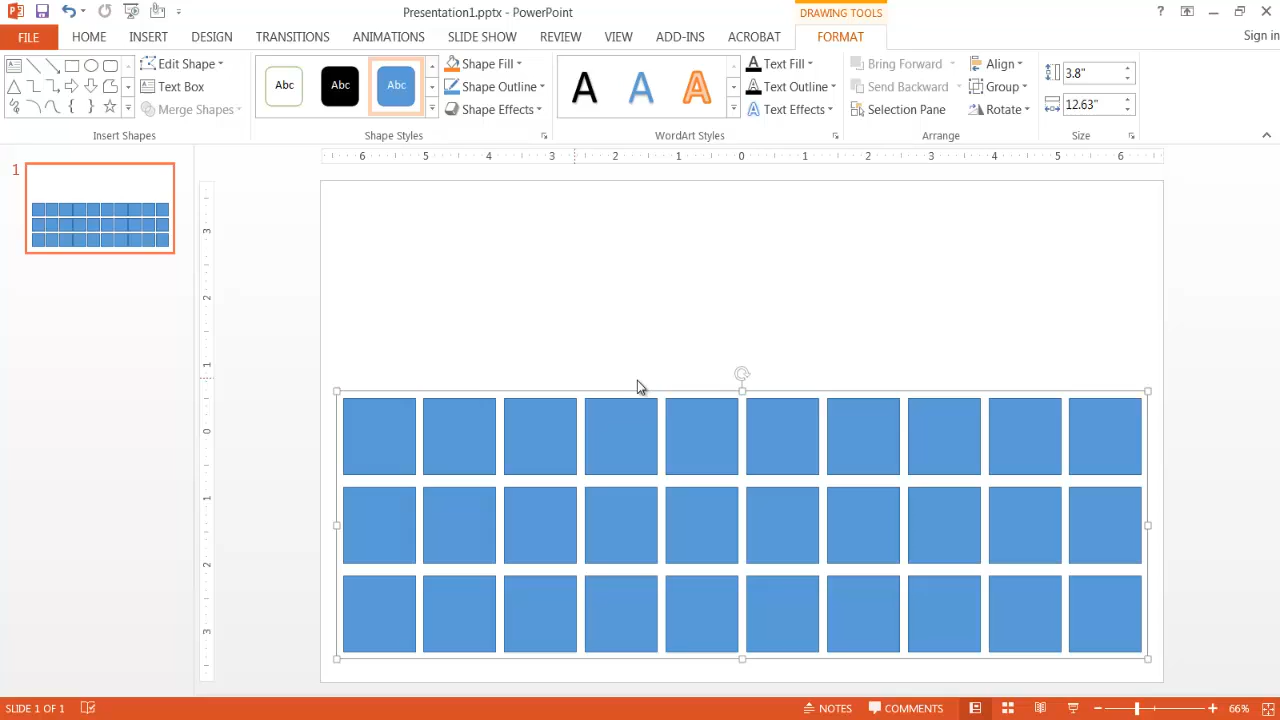 Presentation1.pptx - PowerPoint
DRAWING TOOLS
?
FILE HOME INSERT DESIGN TRANSITIONS ANIMATIONS SLIDE SHOW REVIEW VIEW ADD-INS ACROBAT FORMAT Sign in
Edit Shape
Text Box
Merge Shapes
Insert Shapes
Abc Abc Abc
Shape Fill
Shape Outline
Shape Effects
Shape Styles
A A A
Text Fill
Text Outline
Text Effects
WordArt Styles
Bring Forward
Send Backward
Selection Pane
Align
Group
Rotate
Arrange
3.8"
12.63"
Size
1
6 5 4 3 2 1 0 1 2 3 4 5 6
3
2
1
0
1
2
3
SLIDE 1 OF 1 NOTES COMMENTS 66%